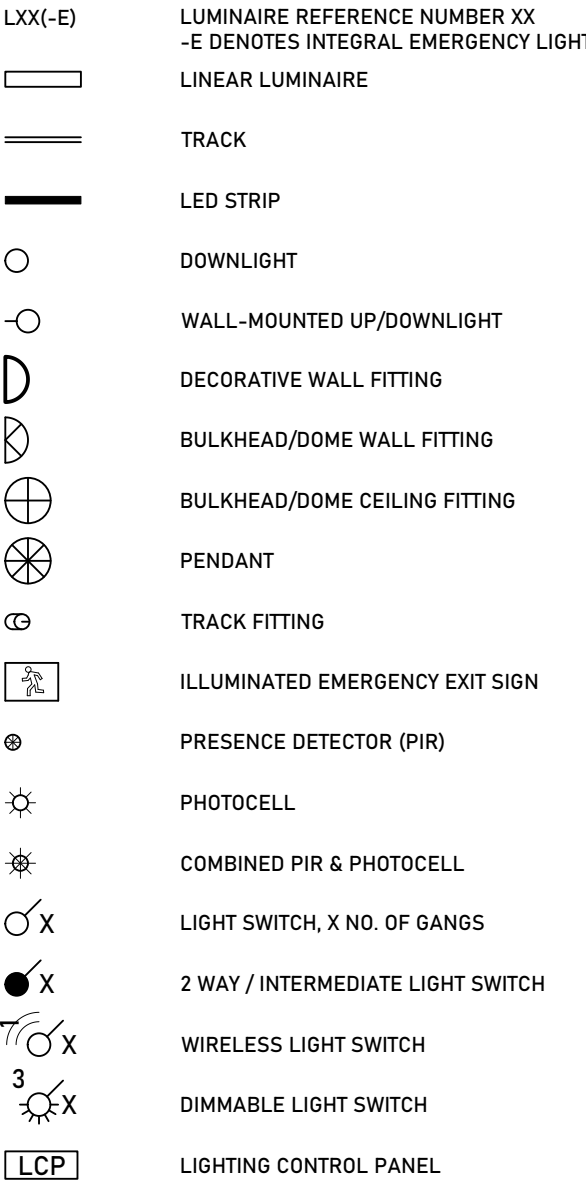 LXX(-E) LUMINAIRE REFERENCE NUMBER XX
-E DENOTES INTEGRAL EMERGENCY LIGHT
LINEAR LUMINAIRE
TRACK
LED STRIP
DOWNLIGHT
WALL-MOUNTED UP/DOWNLIGHT
DECORATIVE WALL FITTING
BULKHEAD/DOME WALL FITTING
BULKHEAD/DOME CEILING FITTING
PENDANT
TRACK FITTING
ILLUMINATED EMERGENCY EXIT SIGN
PRESENCE DETECTOR (PIR)
PHOTOCELL
COMBINED PIR & PHOTOCELL
X LIGHT SWITCH, X NO. OF GANGS
X 2 WAY / INTERMEDIATE LIGHT SWITCH
X WIRELESS LIGHT SWITCH
3
X DIMMABLE LIGHT SWITCH
LCP LIGHTING CONTROL PANEL